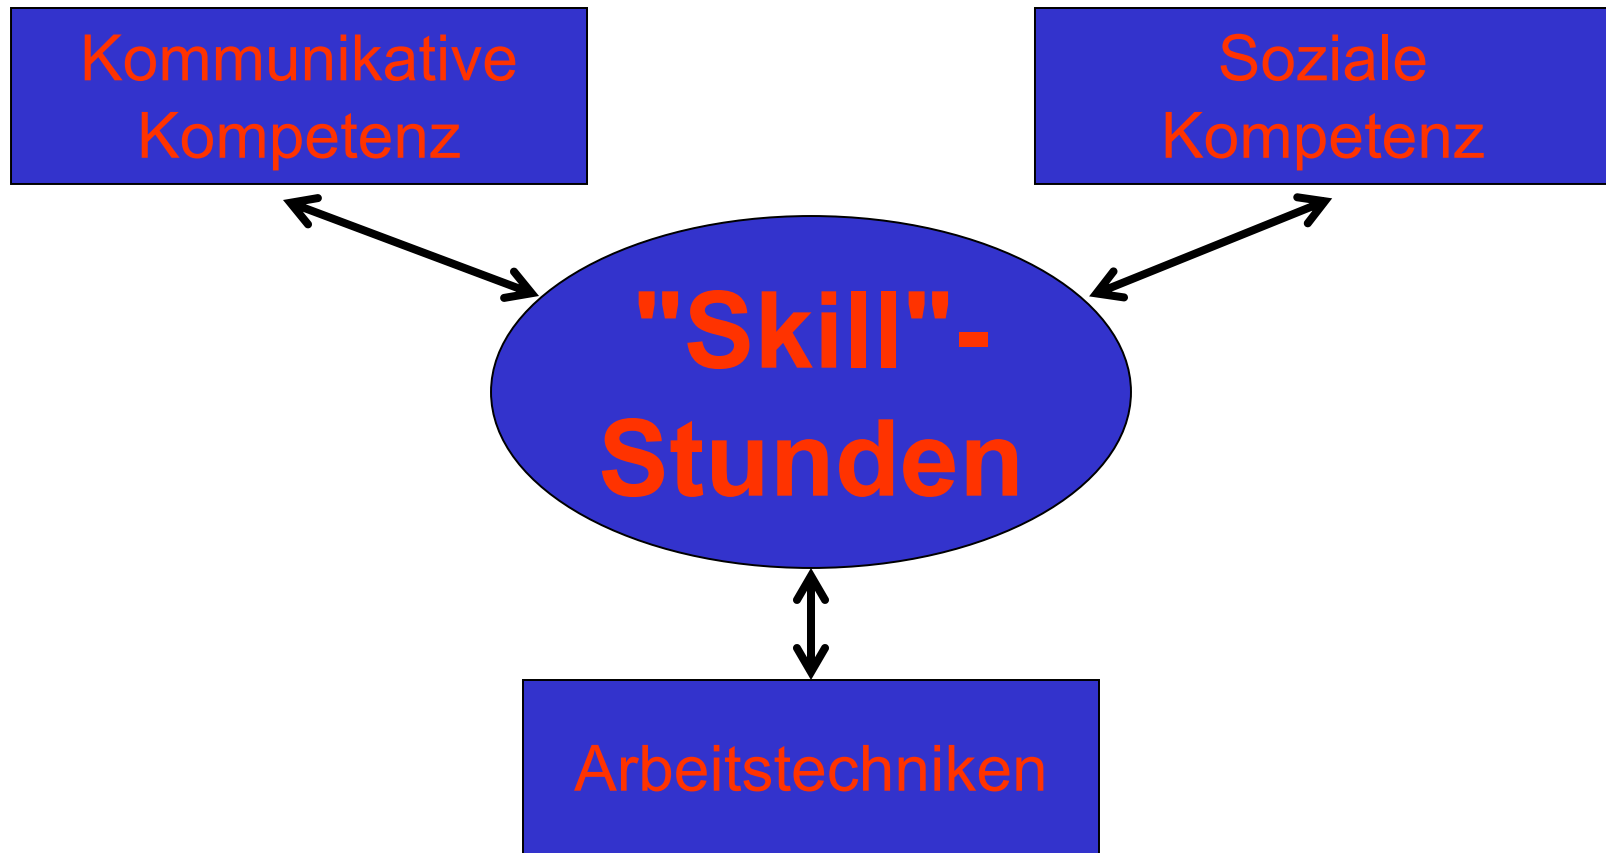 Kommunikative
Kompetenz
Soziale
Kompetenz
"Skill"-
Stunden
Arbeitstechniken